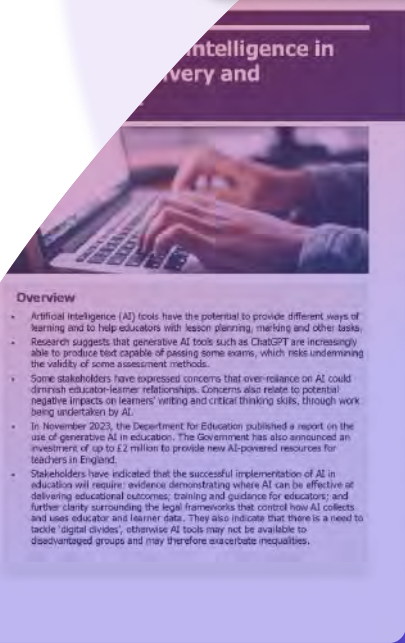 ntelligence in
ivery and
Overview
• Artificial intelligence (AI) tools have the potential to provide different ways of
learning and to help educators with lesson planning, marking and other tasks.
• Research suggests that generative AI tools such as ChatGPT are increasingly
able to produce text capable of passing some exams, which risks undermining
the validity of some assessment methods.
• Some stakeholders have expressed concerns that over-reliance on AI could
diminish educator-learner relationships. Concerns also relate to potential
negative impacts on learners' writing and critical thinking skills, through work
being undertaken by AI.
• In November 2023, the Department for Education published a report on the
use of generative AI in education. The Government has also announced an
investment of up to £2 million to provide new AI-powered resources for
teachers in England.
• Stakeholders have indicated that the successful implementation of AI in
education will require: evidence demonstrating where AI can be effective at
delivering educational outcomes; training and guidance for educators; and
further clarity surrounding the legal frameworks that control how AI collects
and uses educator and learner data. They also indicate that there is a need to
tackle 'digital divides', otherwise AI tools may not be available to
disadvantaged groups and may therefore exacerbate inequalities.